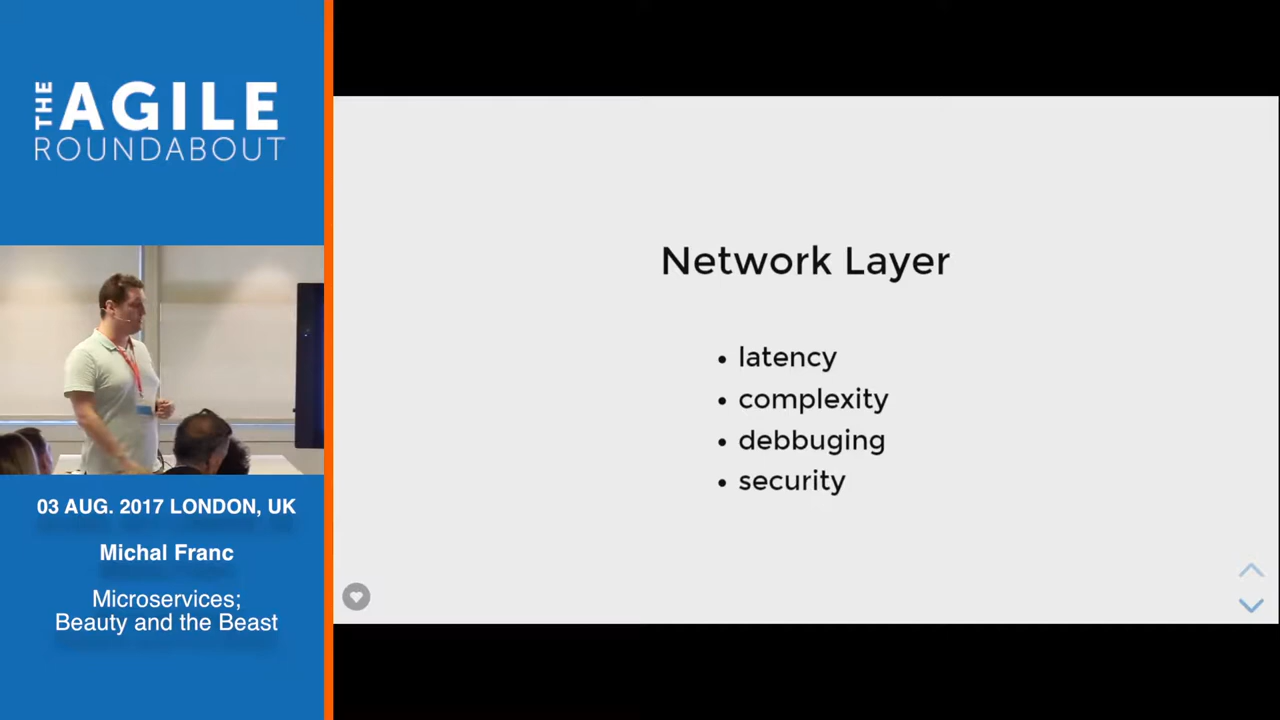 THE AGILE
ROUNDABOUT
03 AUG. 2017 LONDON, UK
Michal Franc
Microservices;
Beauty and the Beast
Network Layer
• latency
• complexity
• debbuging
• security